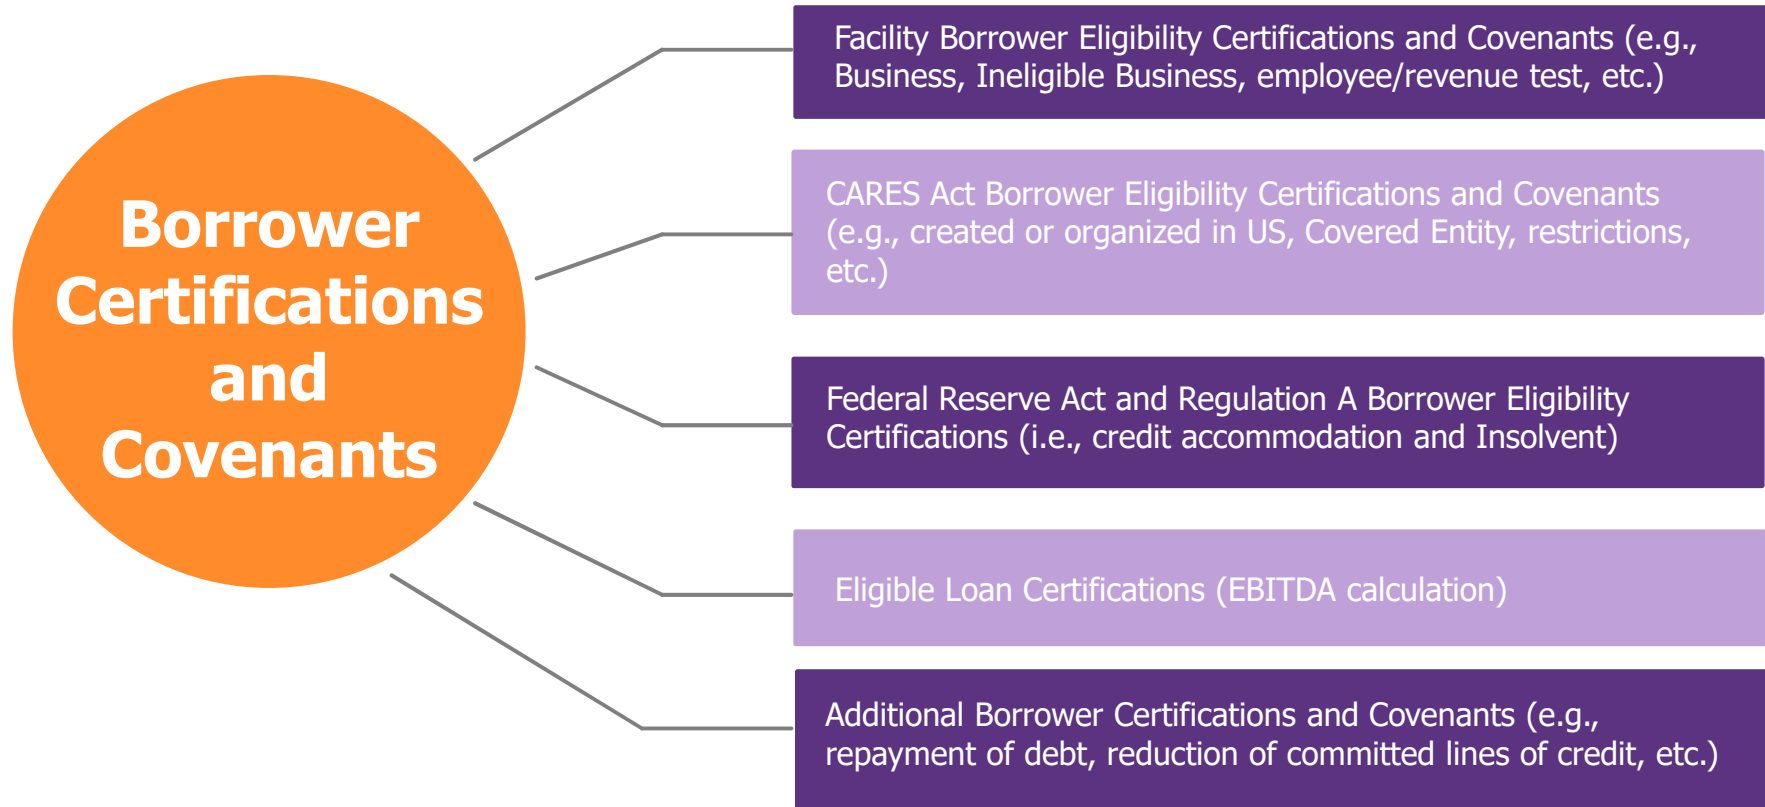 Borrower
Certifications
and
Covenants
Facility Borrower Eligibility Certifications and Covenants (e.g.,
Business, Ineligible Business, employee/revenue test, etc.)
CARES Act Borrower Eligibility Certifications and Covenants
(e.g., created or organized in US, Covered Entity, restrictions,
etc.)
Federal Reserve Act and Regulation A Borrower Eligibility
Certifications (i.e., credit accommodation and Insolvent)
Eligible Loan Certifications (EBITDA calculation)
Additional Borrower Certifications and Covenants (e.g.,
repayment of debt, reduction of committed lines of credit, etc.)